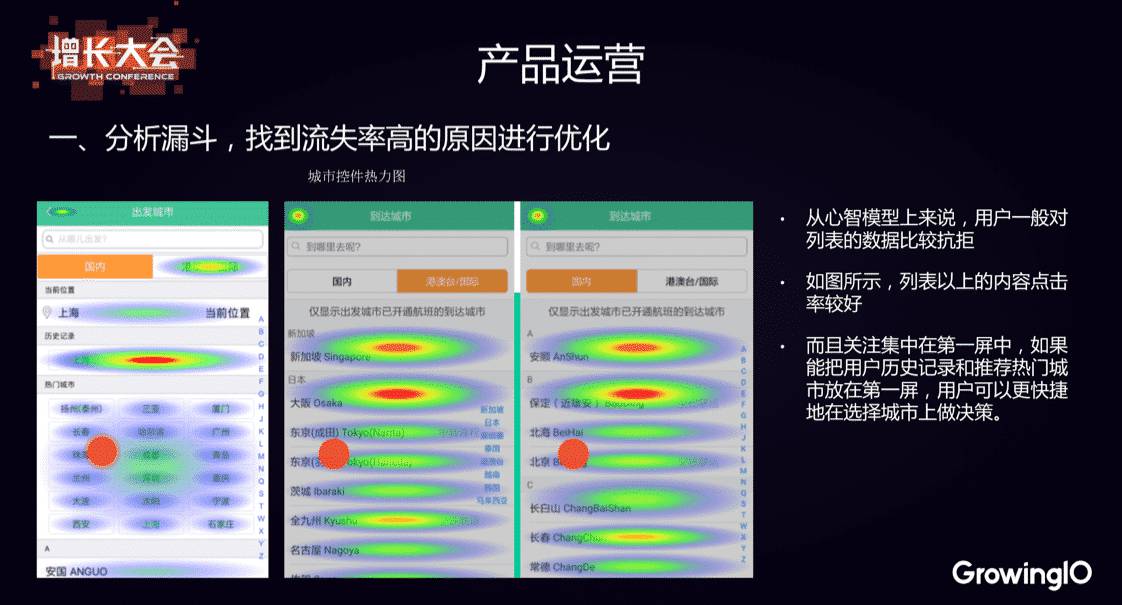 增长大会
GROWTH CONFERENCE
产品运营
一、分析漏斗，找到流失率高的原因进行优化
城市控件热力图
出发城市
从哪儿出发?
国内
当前位置
上海
当前位置
历史记录
热门城市
扬州(泰州) 三亚 厦门
长春 哈尔滨 广州
成都 青岛
兰州 深圳 重庆
大连 沈阳 宁波
西安 上海 石家庄
A
安国 ANGUO
A
B
C
D
E
F
G
H
J
K
L
M
N
Q
S
T
W
X
Y
Z
到达城市
到哪里去呢?
国内 港澳台/国际
仅显示出发城市已开通航班的到达城市
新加坡
新加坡 Singapore
日本
大阪 Osaka
东京(成田) Tokyo(Narita)
茨城 Ibaraki
全九州 Kyushu
名古屋 Nagoya
新加坡
日本
泰国
越南
韩国
马来西亚
到达城市
到哪里去呢?
国内 港澳台/国际
仅显示出发城市已开通航班的到达城市
A
安顺 AnShun
B
保定（近雄安）Baoding
北海 BeiHai
北京
C
长白山 ChangBaiShan
长春 ChangChun
常德 ChangDe
A
B
C
D
E
F
G
H
J
K
L
M
N
Q
S
T
W
X
Y
Z
• 从心智模型上来说，用户一般对
列表的数据比较抗拒
• 如图所示，列表以上的内容点击
率较好
• 而且关注集中在第一屏中，如果
能把用户历史记录和推荐热门城
市放在第一屏，用户可以更快捷
地在选择城市上做决策。
GrowingIO